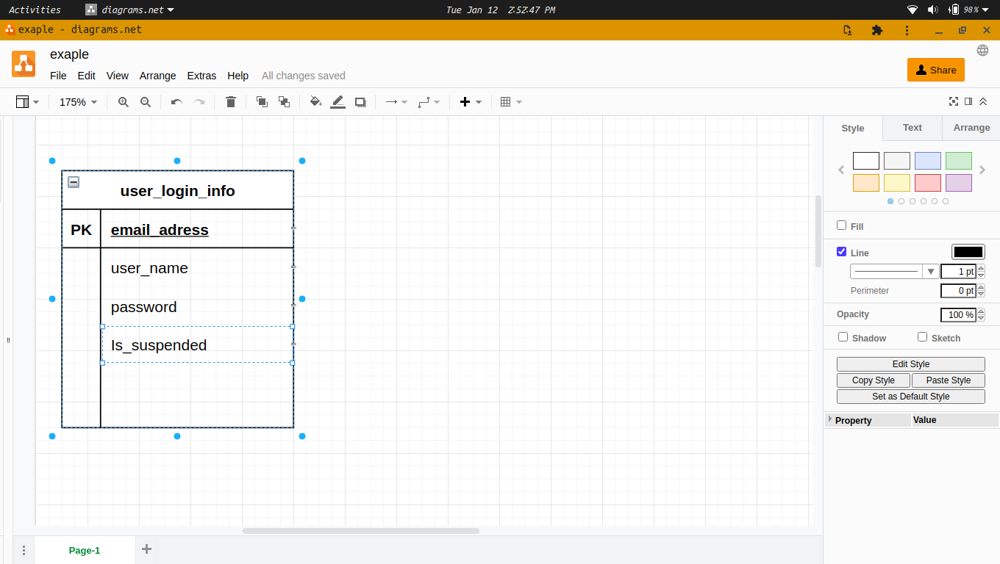 Activities diagrams.net Tue Jan 12 2:52:47 PM 98%
exaple - diagrams.net
exaple
File Edit View Arrange Extras Help All changes saved
Share
175%
Style Text Arrange
user_login_info
PK email_adress
user_name
password
Is_suspended
Fill
Line
1 pt
Perimeter 0 pt
Opacity 100 %
Shadow Sketch
Edit Style
Copy Style Paste Style
Set as Default Style
Property Value
Page-1